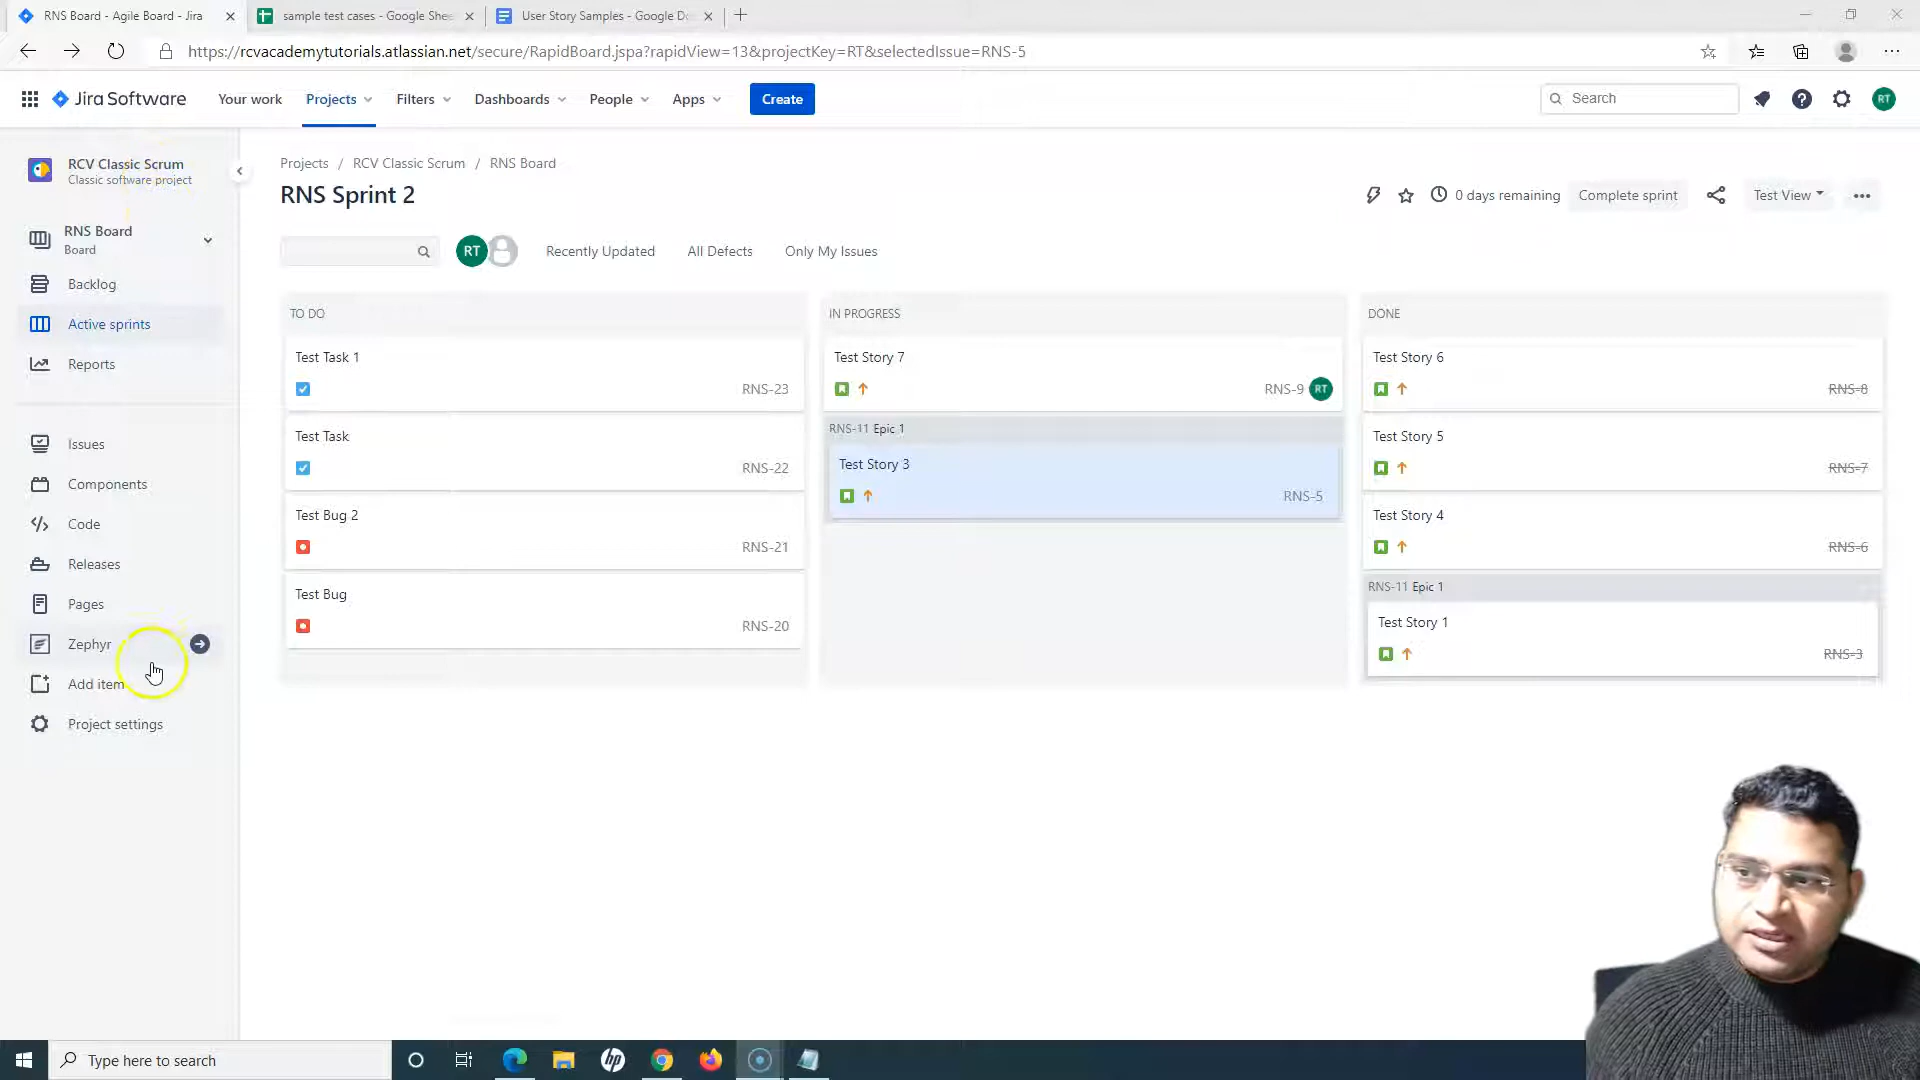 RNS Board - Agile Board - Jira
sample test cases - Google Shee
User Story Samples - Google Do
https://rcvacademytutorials.atlassian.net/secure/RapidBoard.jspa?rapidView=13&projectKey=RT&selectedIssue=RNS-5
Jira Software
Your work
Projects
Filters
Dashboards
People
Apps
Create
Search
RT
RCV Classic Scrum
Classic software project
RNS Board
Board
Backlog
Active sprints
Reports
Issues
Components
Code
Releases
Pages
Zephyr
Add item
Project settings
Projects / RCV Classic Scrum / RNS Board
RNS Sprint 2
0 days remaining
Complete sprint
Test View
RT
Recently Updated
All Defects
Only My Issues
TO DO
Test Task 1
RNS-23
Test Task
RNS-22
Test Bug 2
RNS-21
Test Bug
RNS-20
IN PROGRESS
Test Story 7
RNS-9 RT
RNS-11 Epic 1
Test Story 3
RNS-5
DONE
Test Story 6
RNS-8
Test Story 5
RNS-7
Test Story 4
RNS-6
RNS-11 Epic 1
Test Story 1
RNS-3
Type here to search
hp